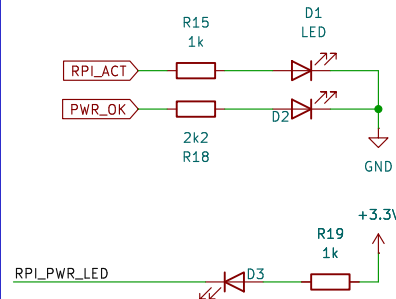 R15
1k
D1
LED
RPI_ACT
PWR_OK
D2
2k2
R18
GND
+3.3V
R19
1k
RPI_PWR_LED
D3